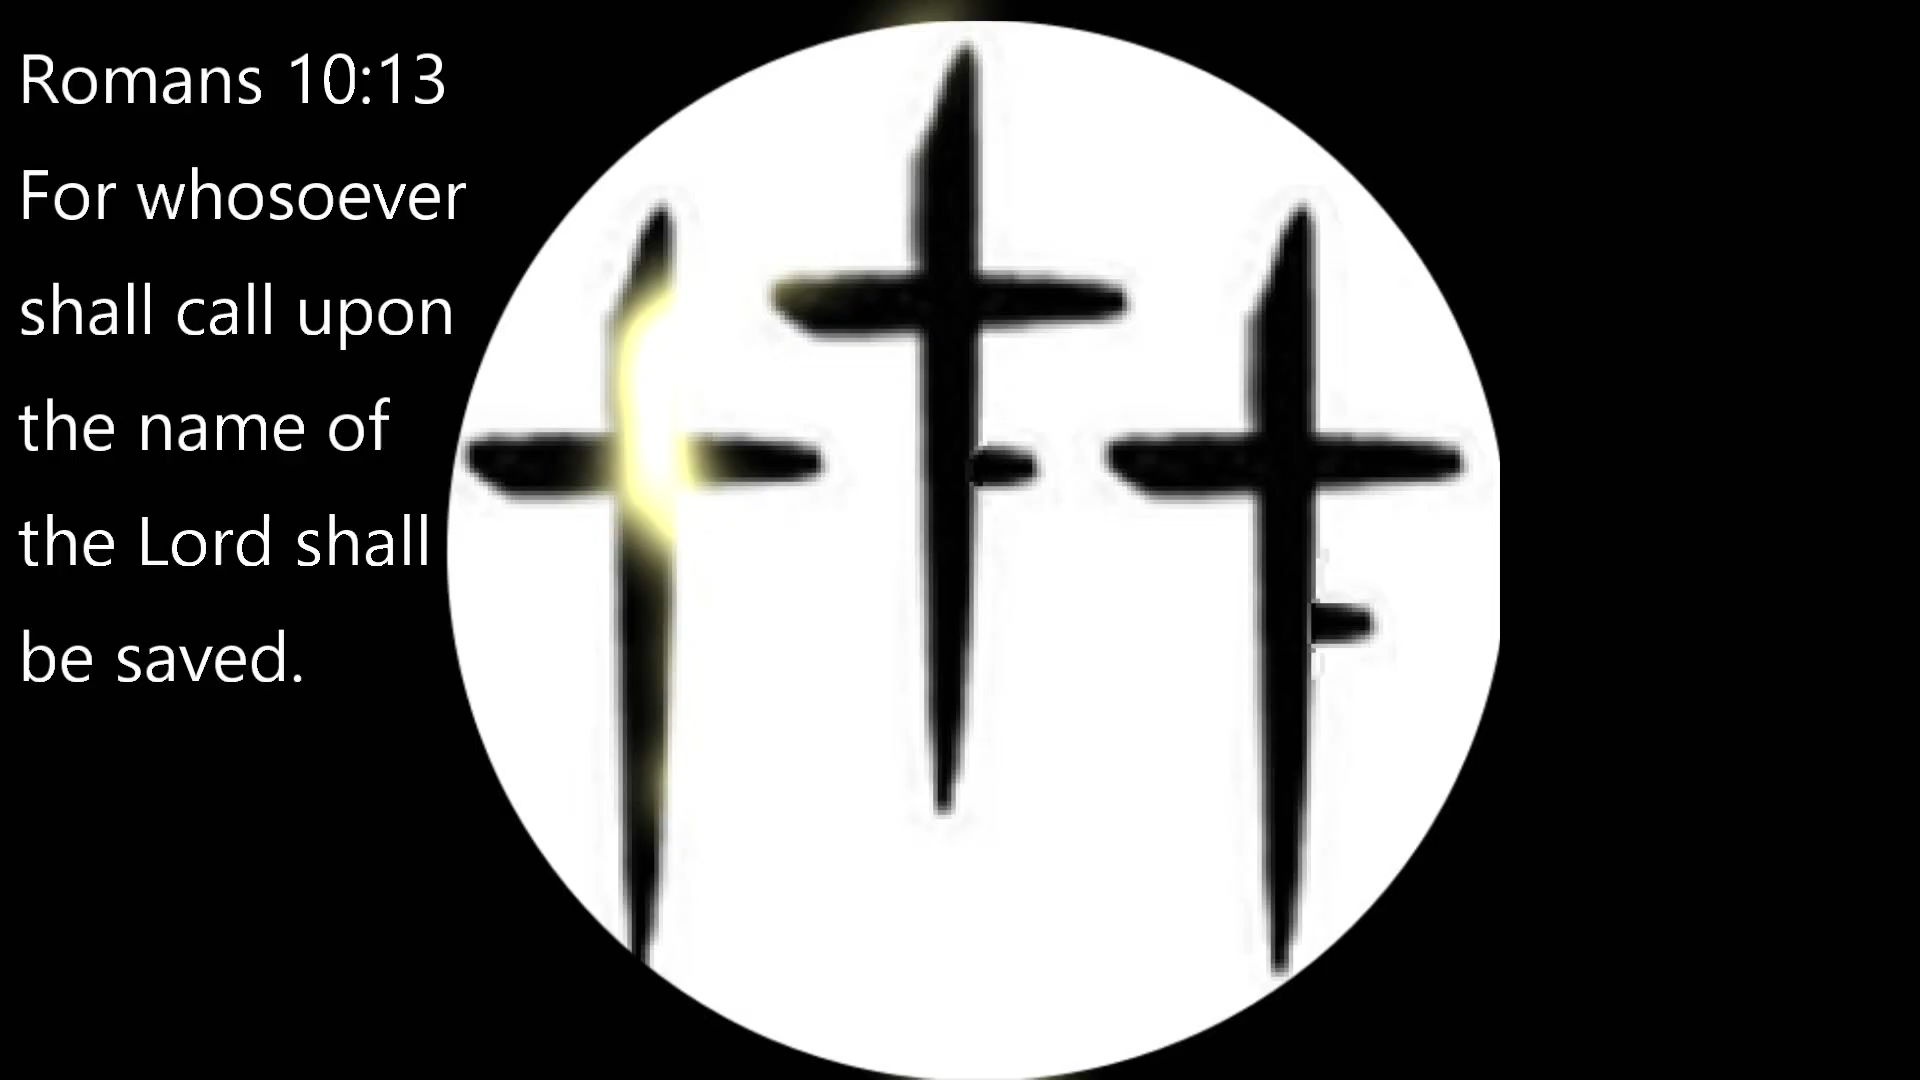 Romans 10:13
For whosoever
shall call upon
the name of
the Lord shall
be saved.